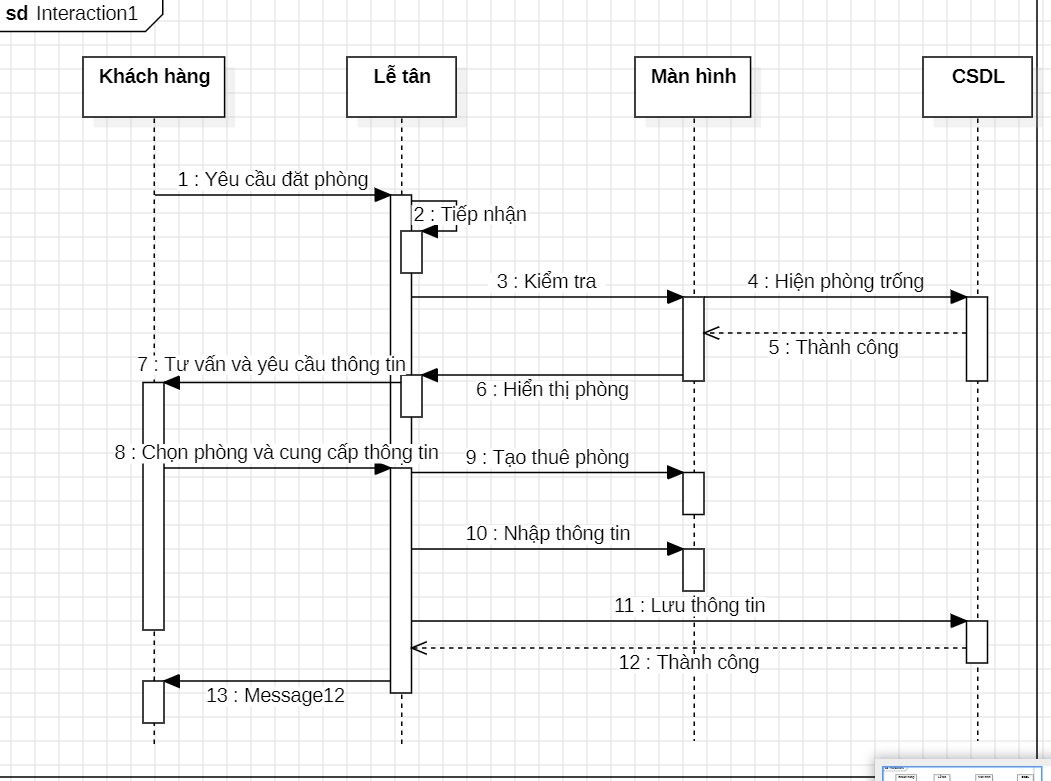 sd Interaction1
Khách hàng
Lễ tân
Màn hình
CSDL
1 : Yêu cầu đăt phòng
2 : Tiếp nhận
3 : Kiểm tra
4 : Hiện phòng trống
5 : Thành công
7 : Tư vấn và yêu cầu thông tin
6 : Hiển thị phòng
8 : Chọn phòng và cung cấp thông tin
9 : Tạo thuê phòng
10 : Nhập thông tin
11 : Lưu thông tin
12 : Thành công
13 : Message12